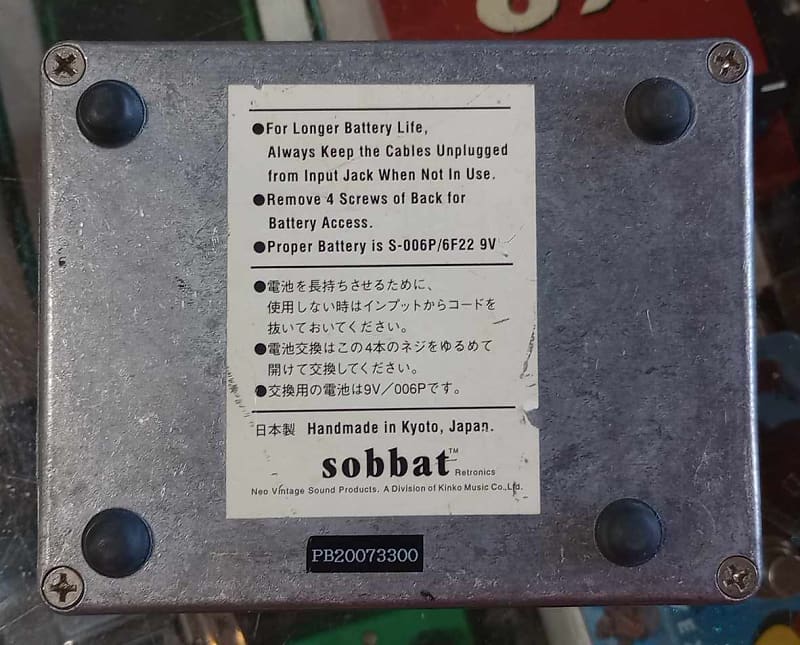 ●For Longer Battery Life,
Always Keep the Cables Unplugged
from Input Jack When Not In Use.
●Remove 4 Screws of Back for
Battery Access.
●Proper Battery is S-006P/6F22 9V
●電池を長持ちさせるために、
使用しない時はインプットからコードを
抜いておいてください。
●電池交換はこの4本のネジをゆるめて
開けて交換してください。
●交換用の電池は9V／006Pです。
日本製 Handmade in Kyoto, Japan.
sobbat™ Retronics
Neo Vintage Sound Products. A Division of Kinko Music Co.,Ltd.
PB20073300